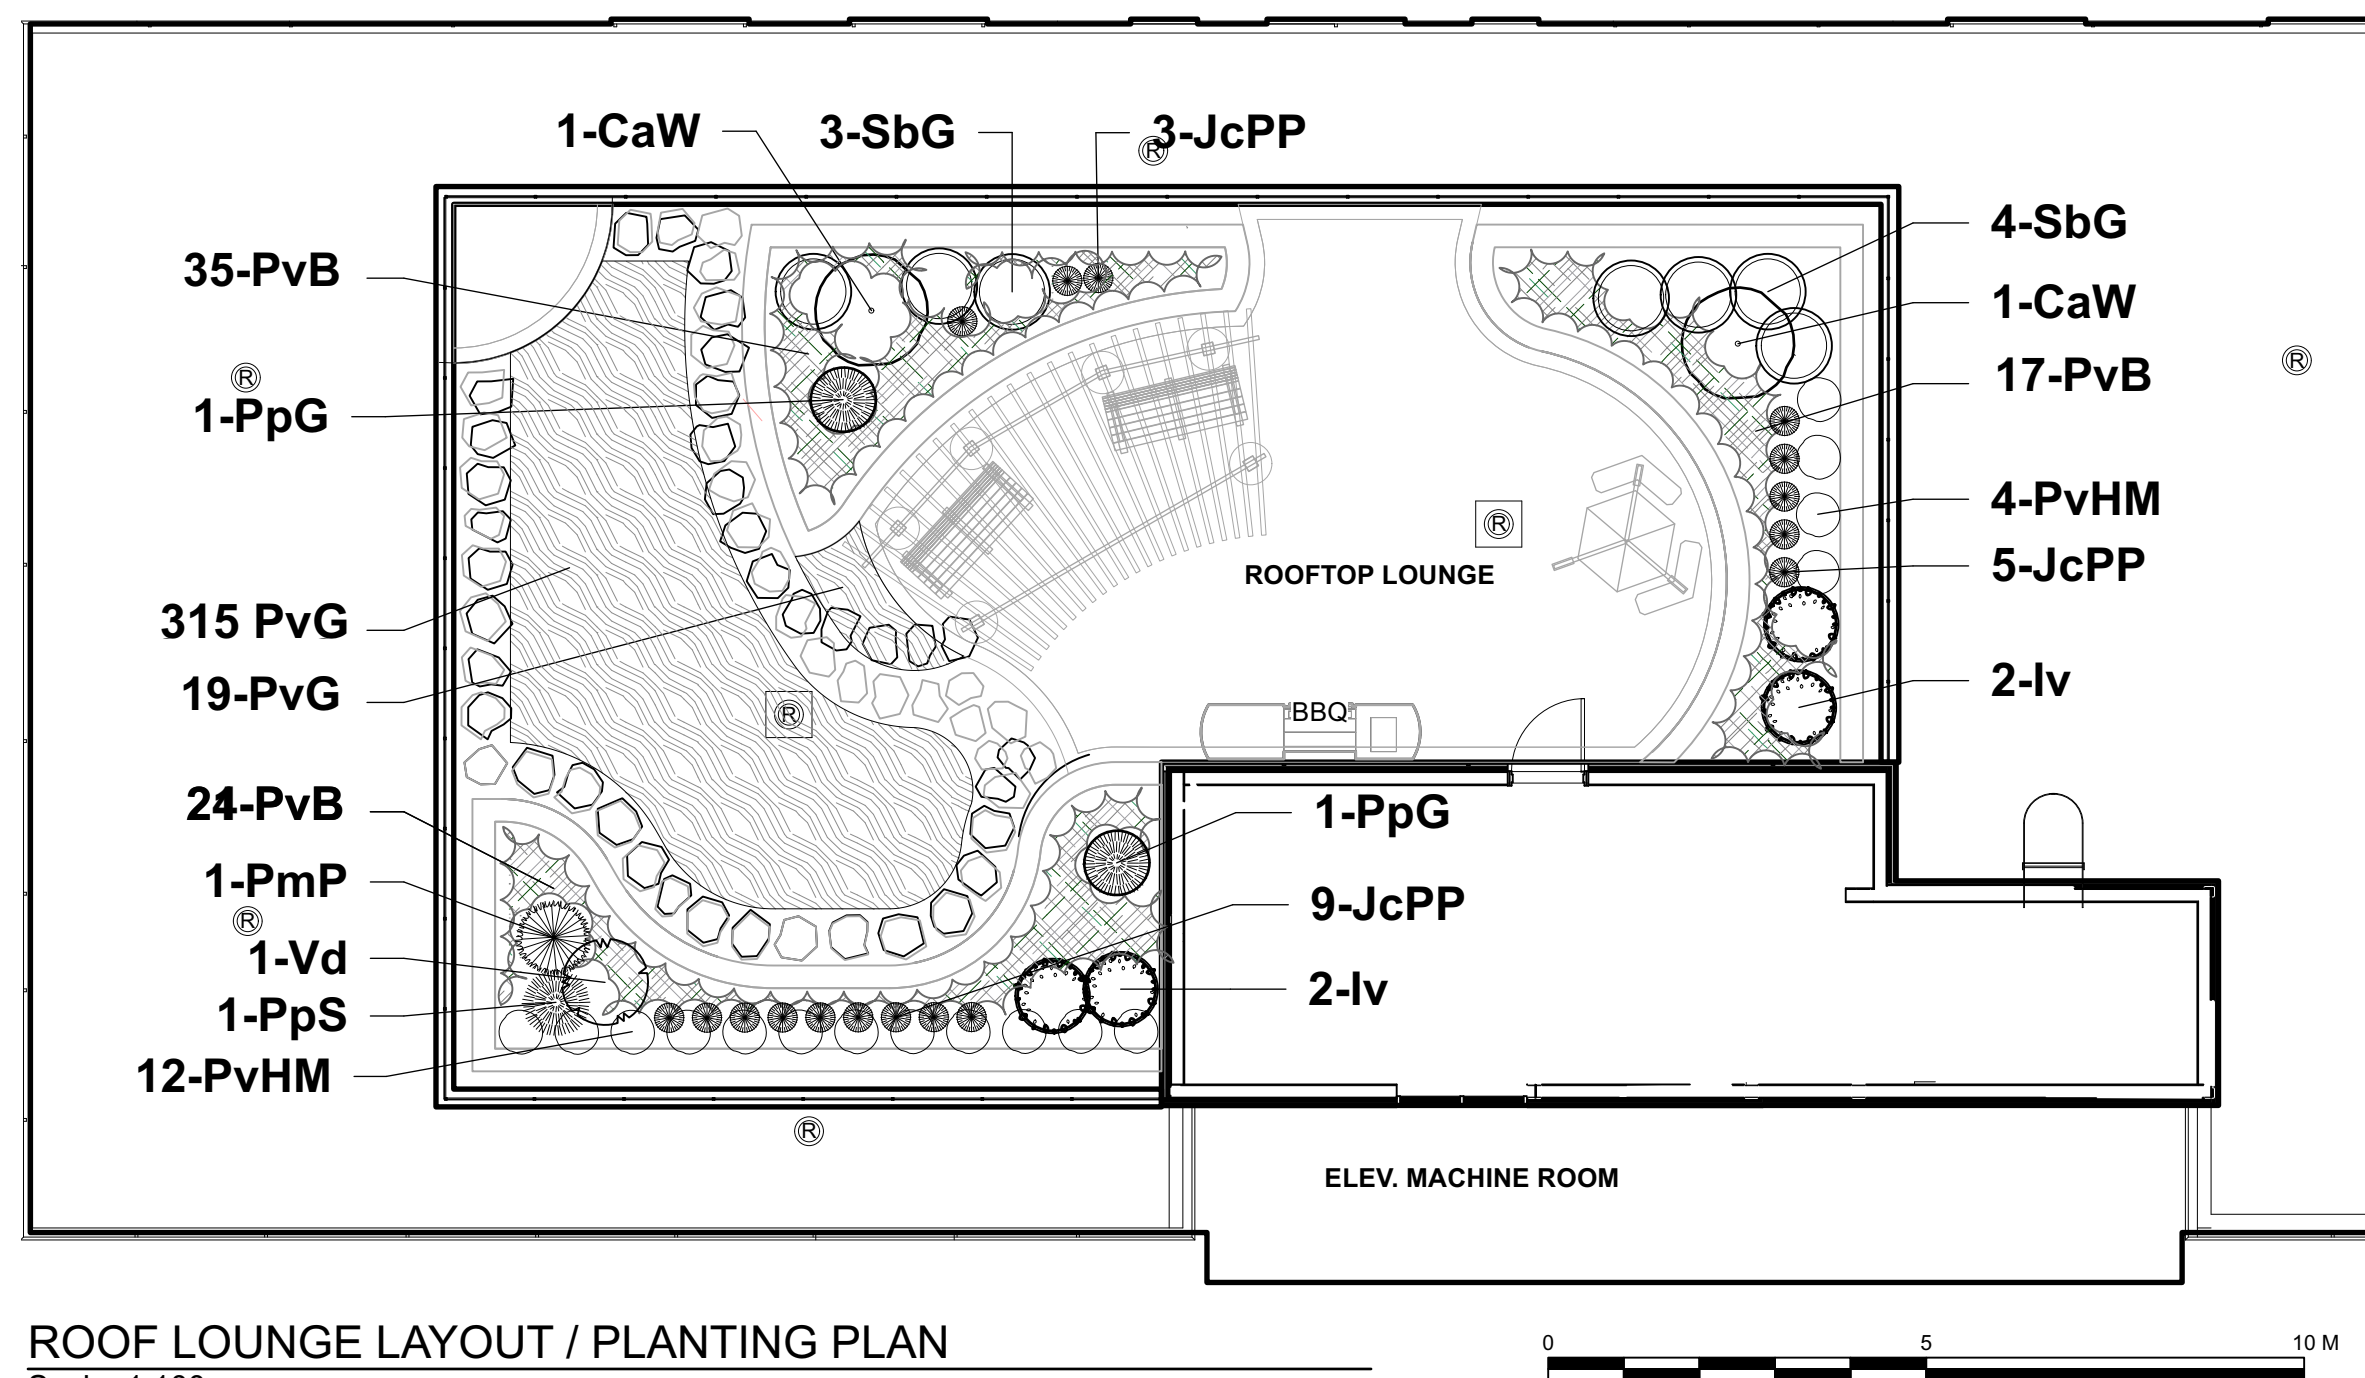 1-CaW
3-SbG
3-JcPP
®
35-PvB
4-SbG
1-CaW
®
®
17-PvB
1-PpG
4-PvHM
®
5-JcPP
ROOFTOP LOUNGE
315 PvG
19-PvG
2-Iv
®
BBQ
-PvB
1-PpG
1-PmP
9-JcPP
®
1-Vd
2-Iv
1-PpS
12-PvHM
®
ELEV. MACHINE ROOM
ROOF LOUNGE LAYOUT / PLANTING PLAN
0 5 10 M